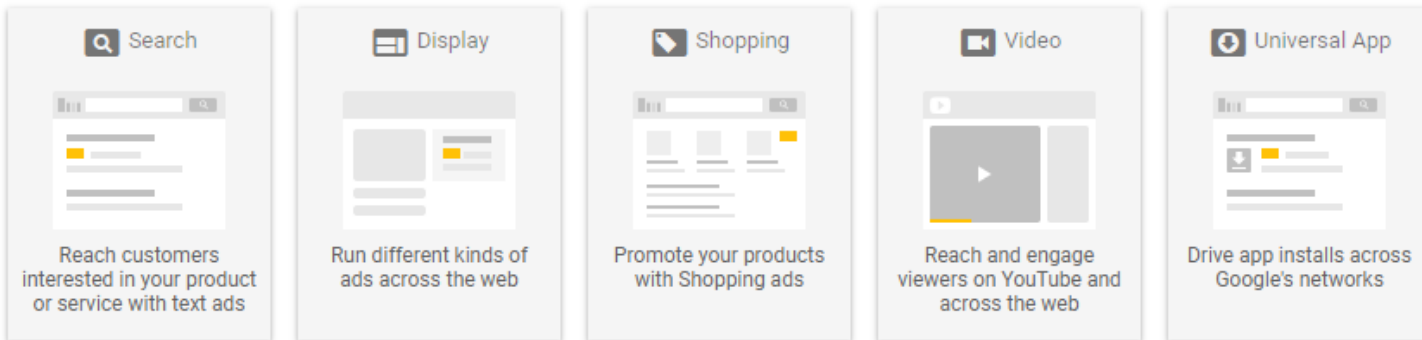 Search
Reach customers
interested in your product
or service with text ads
Display
Run different kinds of
ads across the web
Shopping
Promote your products
with Shopping ads
Video
Reach and engage
viewers on YouTube and
across the web
Universal App
Drive app installs across
Google's networks